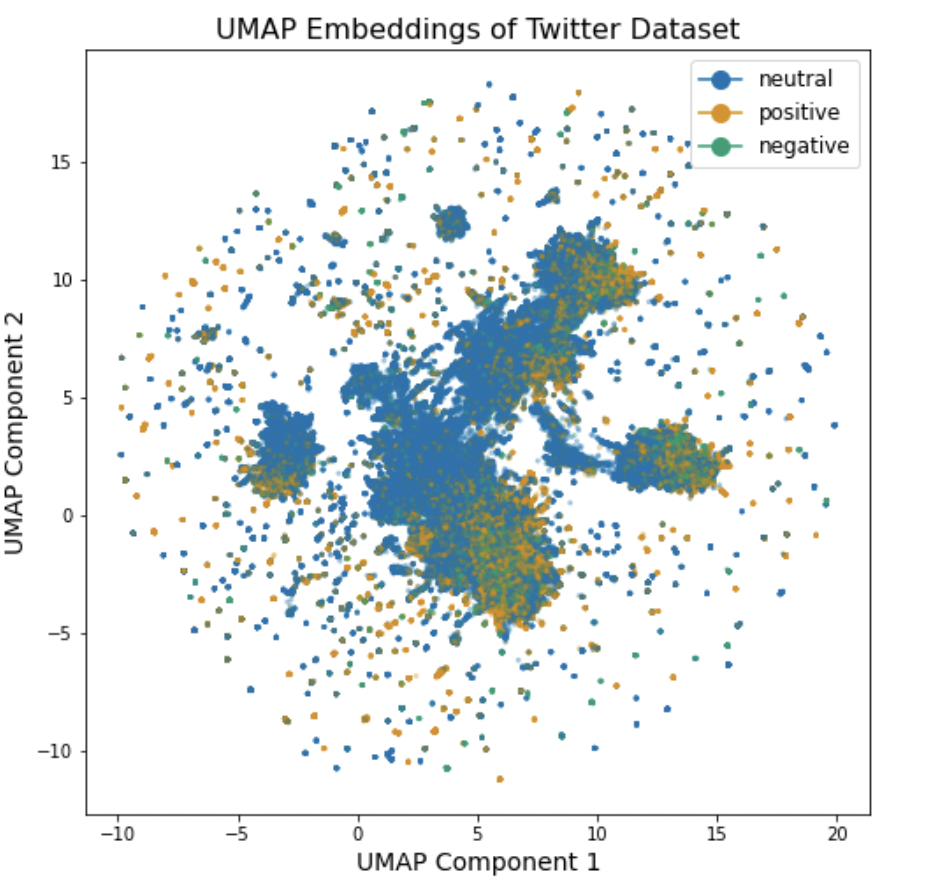 UMAP Embeddings of Twitter Dataset
neutral
positive
negative
15
10
5
0
−5
−10
UMAP Component 2
−10 −5 0 5 10 15 20
UMAP Component 1